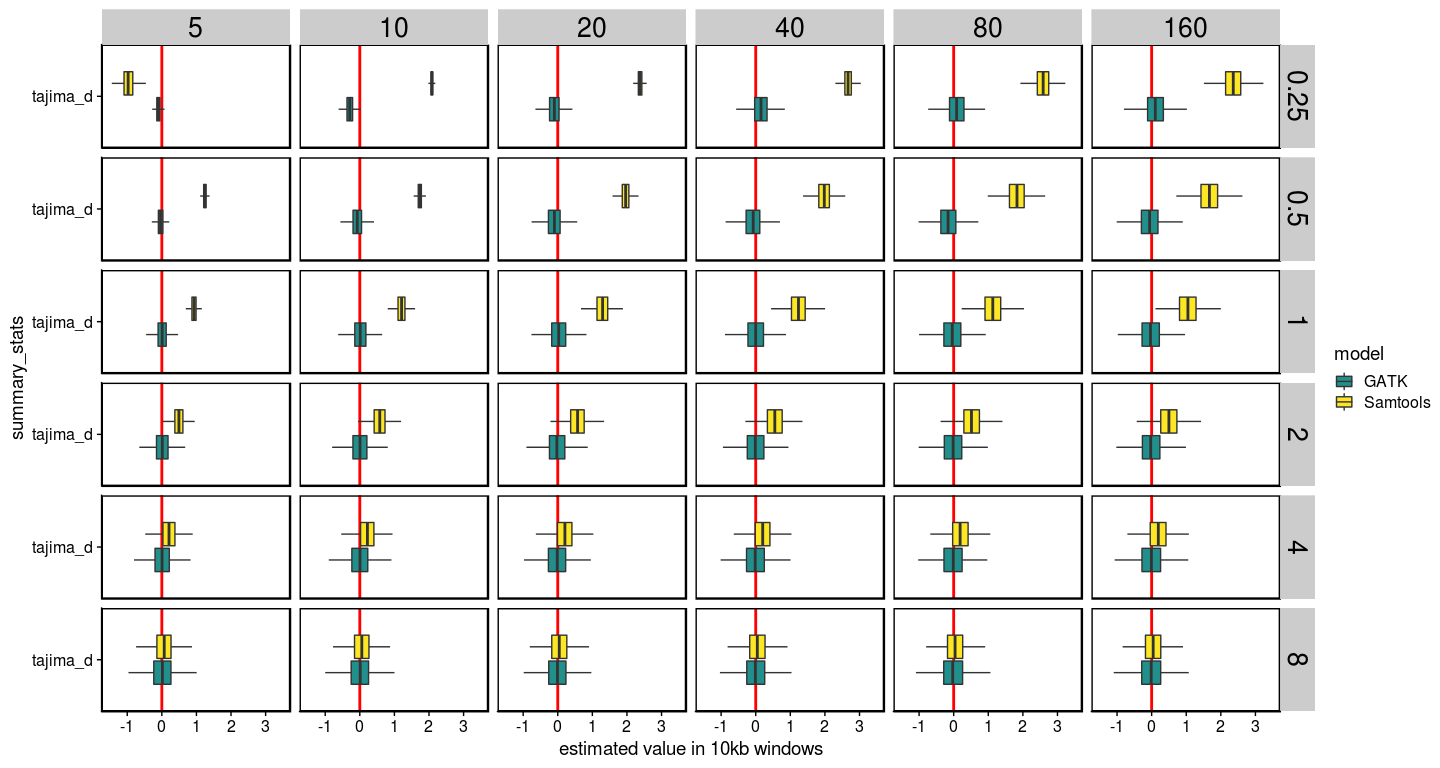 5 10 20 40 80 160
tajima_d 0.25
tajima_d 0.5
tajima_d 1
tajima_d 2
tajima_d 4
tajima_d 8
summary_stats
model
GATK
Samtools
-1 0 1 2 3 -1 0 1 2 3 -1 0 1 2 3 -1 0 1 2 3 -1 0 1 2 3 -1 0 1 2 3
estimated value in 10kb windows